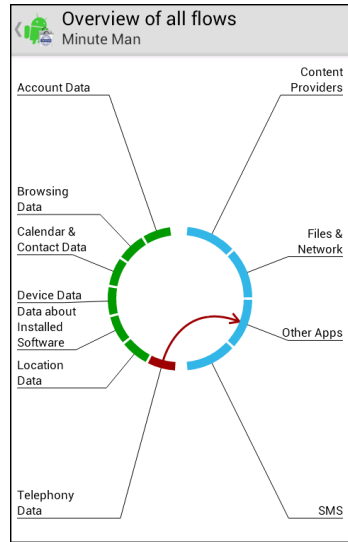 Overview of all flows
Minute Man
Content
Providers
Account Data
Browsing
Data
Calendar &
Contact Data
Files &
Network
Device Data
Data about
Installed
Software
Other Apps
Location
Data
Telephony
Data
SMS